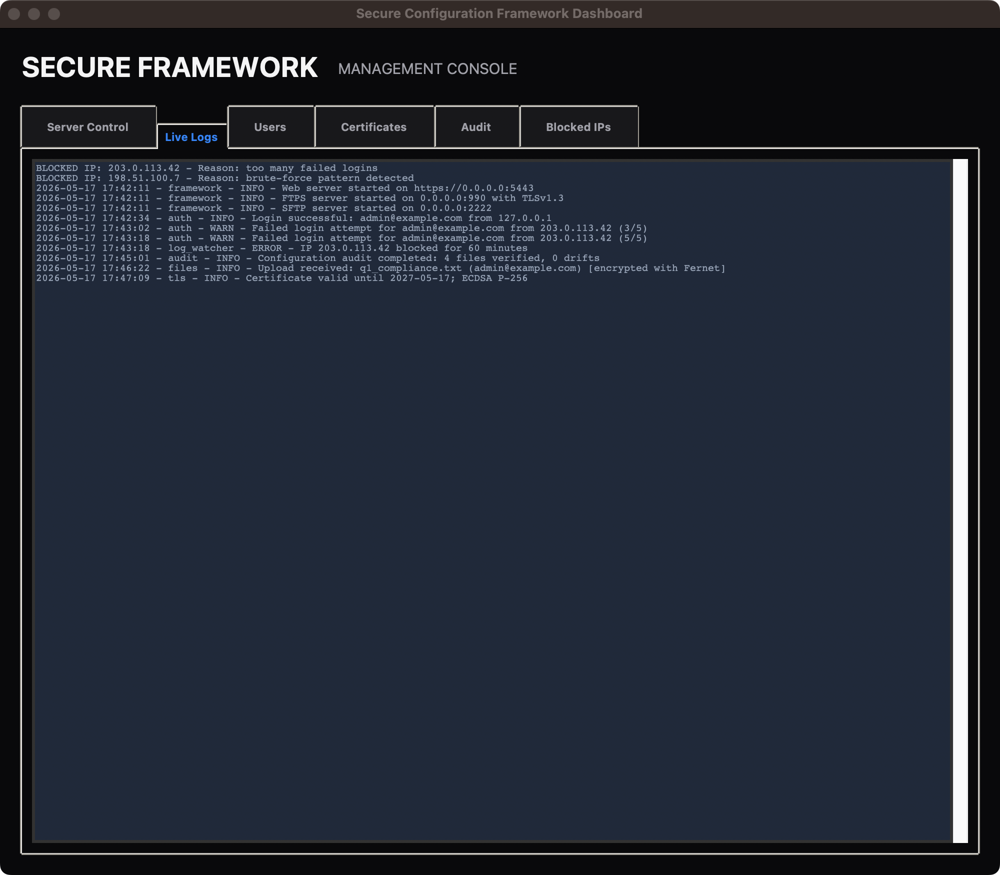 Secure Configuration Framework Dashboard
SECURE FRAMEWORK MANAGEMENT CONSOLE
Server Control Live Logs Users Certificates Audit Blocked IPs
BLOCKED IP: 203.0.113.42 - Reason: too many failed logins
BLOCKED IP: 198.51.100.7 - Reason: brute-force pattern detected
2026-05-17 17:42:11 - framework - INFO - Web server started on https://0.0.0.0:5443
2026-05-17 17:42:11 - framework - INFO - FTPS server started on 0.0.0.0:990 with TLSv1.3
2026-05-17 17:42:11 - framework - INFO - SFTP server started on 0.0.0.0:2222
2026-05-17 17:42:34 - auth - INFO - Login successful: admin@example.com from 127.0.0.1
2026-05-17 17:43:02 - auth - WARN - Failed login attempt for admin@example.com from 203.0.113.42 (3/5)
2026-05-17 17:43:18 - auth - WARN - Failed login attempt for admin@example.com from 203.0.113.42 (5/5)
2026-05-17 17:43:18 - log_watcher - ERROR - IP 203.0.113.42 blocked for 60 minutes
2026-05-17 17:45:01 - audit - INFO - Configuration audit completed: 4 files verified, 0 drifts
2026-05-17 17:46:22 - files - INFO - Upload received: q1_compliance.txt (admin@example.com) [encrypted with Fernet]
2026-05-17 17:47:09 - tls - INFO - Certificate valid until 2027-05-17; ECDSA P-256